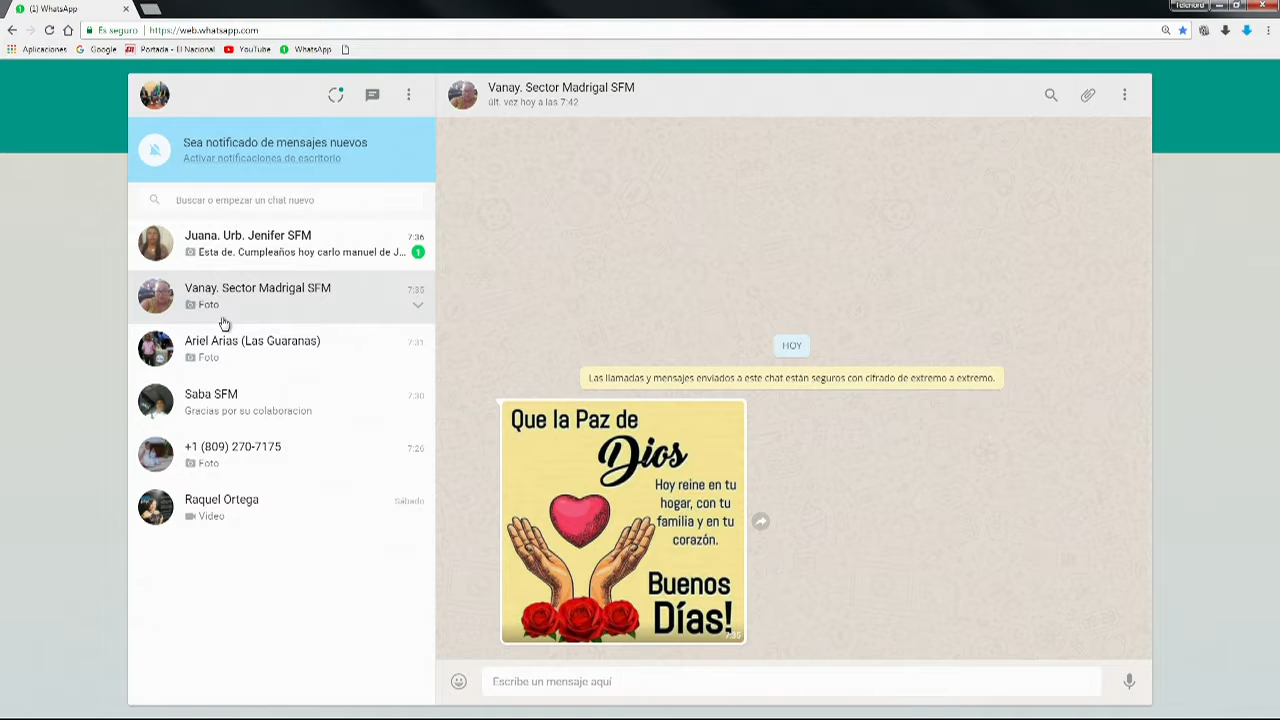 (1) WhatsApp
Telenord
Es seguro
https://web.whatsapp.com
Aplicaciones
Google
Portada - El Nacional
YouTube
WhatsApp
Sea notificado de mensajes nuevos
Activar notificaciones de escritorio
Buscar o empezar un chat nuevo
Juana. Urb. Jenifer SFM
7:36
Esta de. Cumpleaños hoy carlo manuel de J...
1
Vanay. Sector Madrigal SFM
7:35
Foto
Ariel Arias (Las Guaranas)
7:31
Foto
Saba SFM
7:30
Gracias por su colaboracion
+1 (809) 270-7175
7:26
Foto
Raquel Ortega
Sábado
Video
Vanay. Sector Madrigal SFM
últ. vez hoy a las 7:42
HOY
Las llamadas y mensajes enviados a este chat están seguros con cifrado de extremo a extremo.
Que la Paz de
Dios
Hoy reine en tu
hogar, con tu
familia y en tu
corazón.
Buenos
Días!
7:35
Escribe un mensaje aquí